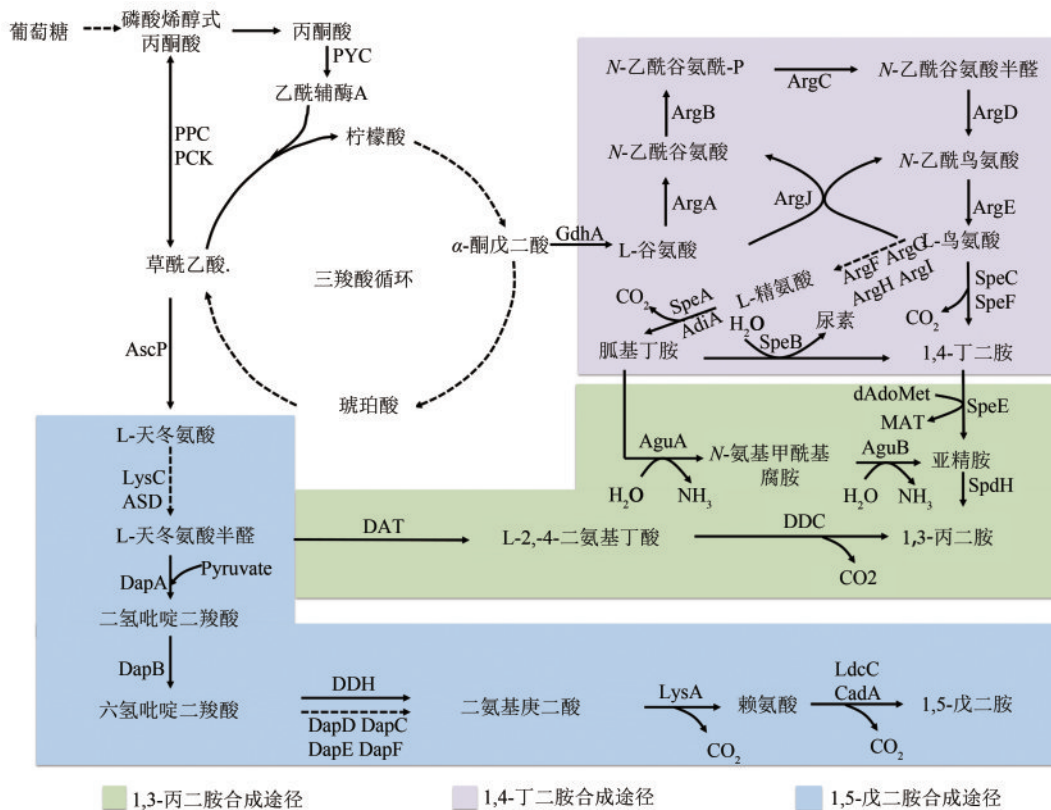 葡萄糖
磷酸烯醇式
丙酮酸
丙酮酸
PYC
乙酰辅酶A
柠檬酸
PPC
PCK
草酰乙酸.
三羧酸循环
α-酮戊二酸
琥珀酸
AscP
GdhA
N-乙酰谷氨酰-P
ArgC
N-乙酰谷氨酸半醛
ArgB
ArgD
N-乙酰谷氨酸
N-乙酰鸟氨酸
ArgA
ArgJ
ArgE
L-谷氨酸
L-鸟氨酸
ArgF ArgG
ArgH ArgI
L-精氨酸
SpeA
AdiA
CO2
H2O
尿素
SpeC
SpeF
CO2
胍基丁胺
SpeB
1,4-丁二胺
dAdoMet
SpeE
MAT
AguA
N-氨基甲酰基
腐胺
AguB
亚精胺
H2O
NH3
H2O
NH3
SpdH
L-天冬氨酸
LysC
ASD
L-天冬氨酸半醛
DAT
L-2,-4-二氨基丁酸
DDC
1,3-丙二胺
CO2
DapA
Pyruvate
二氢吡啶二羧酸
DapB
六氢吡啶二羧酸
DDH
DapD DapC
DapE DapF
二氨基庚二酸
LysA
CO2
赖氨酸
LdcC
CadA
CO2
1,5-戊二胺
1,3-丙二胺合成途径
1,4-丁二胺合成途径
1,5-戊二胺合成途径